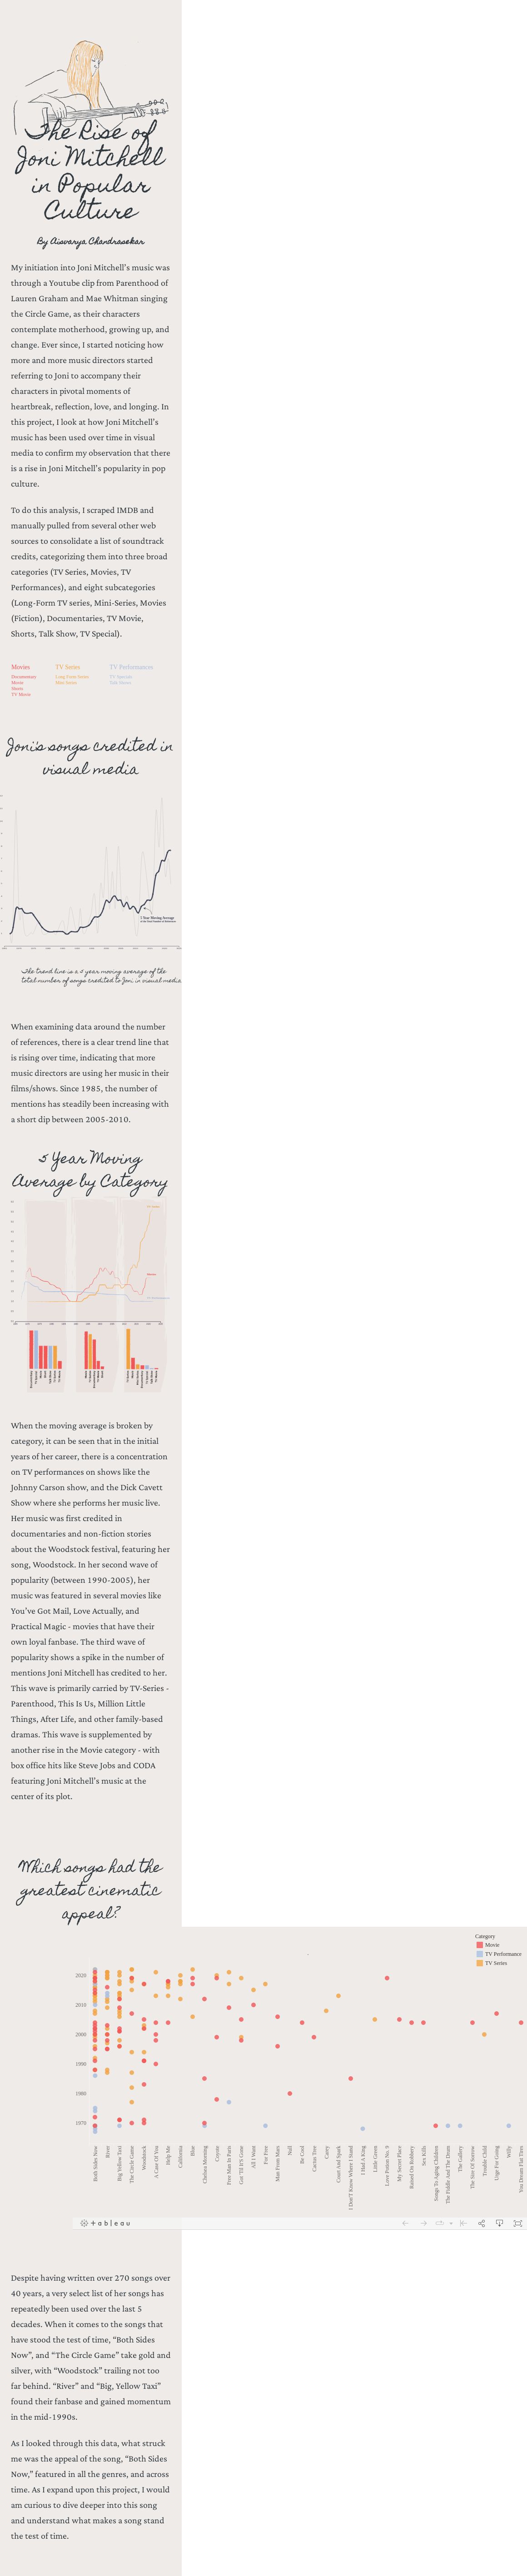 The Rise of
Joni Mitchell
in Popular
Culture
By Aisvarya Chandrasekar
My initiation into Joni Mitchell's music was
through a Youtube clip from Parenthood of
Lauren Graham and Mae Whitman singing
the Circle Game, as their characters
contemplate motherhood, growing up, and
change. Ever since, I started noticing how
more and more music directors started
referring to Joni to accompany their
characters in pivotal moments of
heartbreak, reflection, love, and longing. In
this project, I look at how Joni Mitchell's
music has been used over time in visual
media to confirm my observation that there
is a rise in Joni Mitchell's popularity in pop
culture.
To do this analysis, I scraped IMDB and
manually pulled from several other web
sources to consolidate a list of soundtrack
credits, categorizing them into three broad
categories (TV Series, Movies, TV
Performances), and eight subcategories
(Long-Form TV series, Mini-Series, Movies
(Fiction), Documentaries, TV Movie,
Shorts, Talk Show, TV Special).
Movies TV Series TV Performances
Documentary Long Form Series TV Specials
Movie Mini Series Talk Shows
Shorts
TV Movie
Joni's songs credited in
visual media
5 Year Moving Average
The trend line is a 5 year moving average of the
total number of songs credited to Joni in visual media
When examining data around the number
of references, there is a clear trend line that
is rising over time, indicating that more
music directors are using her music in their
films/shows. Since 1985, the number of
mentions has steadily been increasing with
a short dip between 2005-2010.
5 Year Moving
Average by Category
When the moving average is broken by
category, it can be seen that in the initial
years of her career, there is a concentration
on TV performances on shows like the
Johnny Carson show, and the Dick Cavett
Show where she performs her music live.
Her music was first credited in
documentaries and non-fiction stories
about the Woodstock festival, featuring her
song, Woodstock. In her second wave of
popularity (between 1990-2005), her
music was featured in several movies like
You've Got Mail, Love Actually, and
Practical Magic - movies that have their
own loyal fanbase. The third wave of
popularity shows a spike in the number of
mentions Joni Mitchell has credited to her.
This wave is primarily carried by TV-Series -
Parenthood, This Is Us, Million Little
Things, After Life, and other family-based
dramas. This wave is supplemented by
another rise in the Movie category - with
box office hits like Steve Jobs and CODA
featuring Joni Mitchell's music at the
center of its plot.
Which songs had the
greatest cinematic
appeal?
Category
Movie
TV Performance
TV Series
2020
2010
2000
1990
1980
1970
Both Sides Now
River
Big Yellow Taxi
The Circle Game
Woodstock
A Case Of You
Help Me
California
Blue
Chelsea Morning
Coyote
Free Man In Paris
Got 'Til It'S Gone
All I Want
For Free
Man From Mars
Nail
Be Cool
Cactus Tree
Carey
Court And Spark
I Don'T Know Where I Stand
I Had A King
Little Green
Love Potion No. 9
My Secret Place
Raised On Robbery
Sex Kills
Songs To Aging Children
The Fiddle And The Drum
The Gallery
The Sire Of Sorrow
Trouble Child
Urge For Going
Willy
You Dream Flat Tires
+ableau
Despite having written over 270 songs over
40 years, a very select list of her songs has
repeatedly been used over the last 5
decades. When it comes to the songs that
have stood the test of time, "Both Sides
Now", and "The Circle Game" take gold and
silver, with "Woodstock" trailing not too
far behind. "River" and "Big, Yellow Taxi"
found their fanbase and gained momentum
in the mid-1990s.
As I looked through this data, what struck
me was the appeal of the song, "Both Sides
Now," featured in all the genres, and across
time. As I expand upon this project, I would
am curious to dive deeper into this song
and understand what makes a song stand
the test of time.